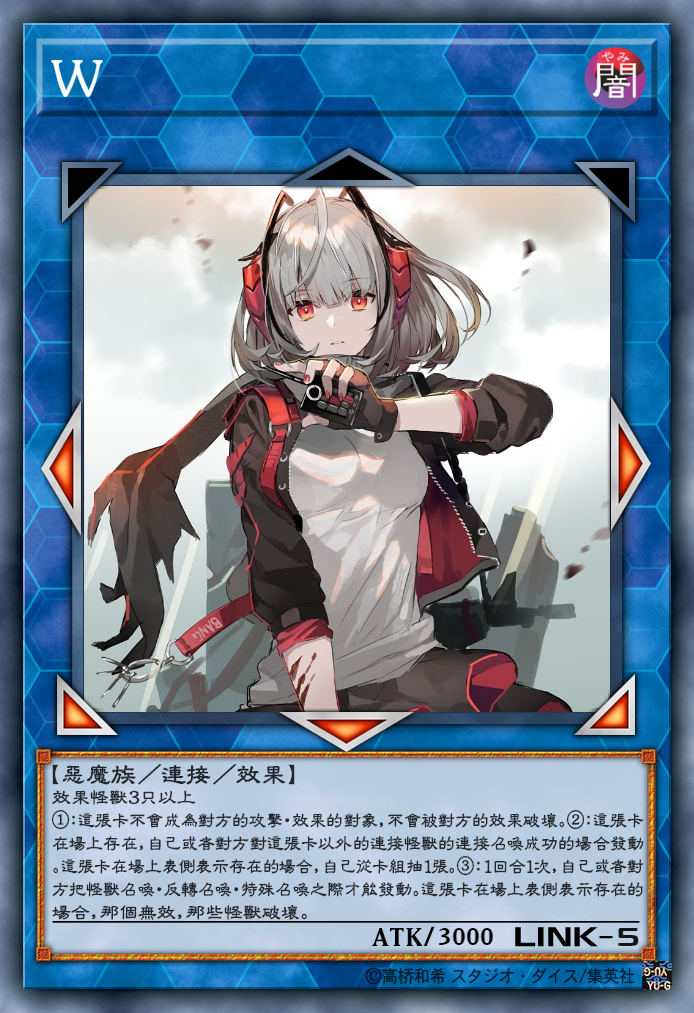 W
やみ
闇
BANG
【惡魔族／連接／效果】
效果怪獸3只以上
①:這張卡不會成為對方的攻擊·效果的對象,不會被對方的效果破壞。②:這張卡
在場上存在,自己或者對方對這張卡以外的連接怪獸的連接召喚成功的場合發動
。這張卡在場上表側表示存在的場合,自己從卡組抽1張。③:1回合1次,自己或者對
方把怪獸召喚·反轉召喚·特殊召喚之際才能發動。這張卡在場上表側表示存在的
場合,那個無效,那些怪獸破壞。
ATK/3000 LINK-5
©高桥和希 スタジオ・ダイス/集英社
YU-G
YU-G